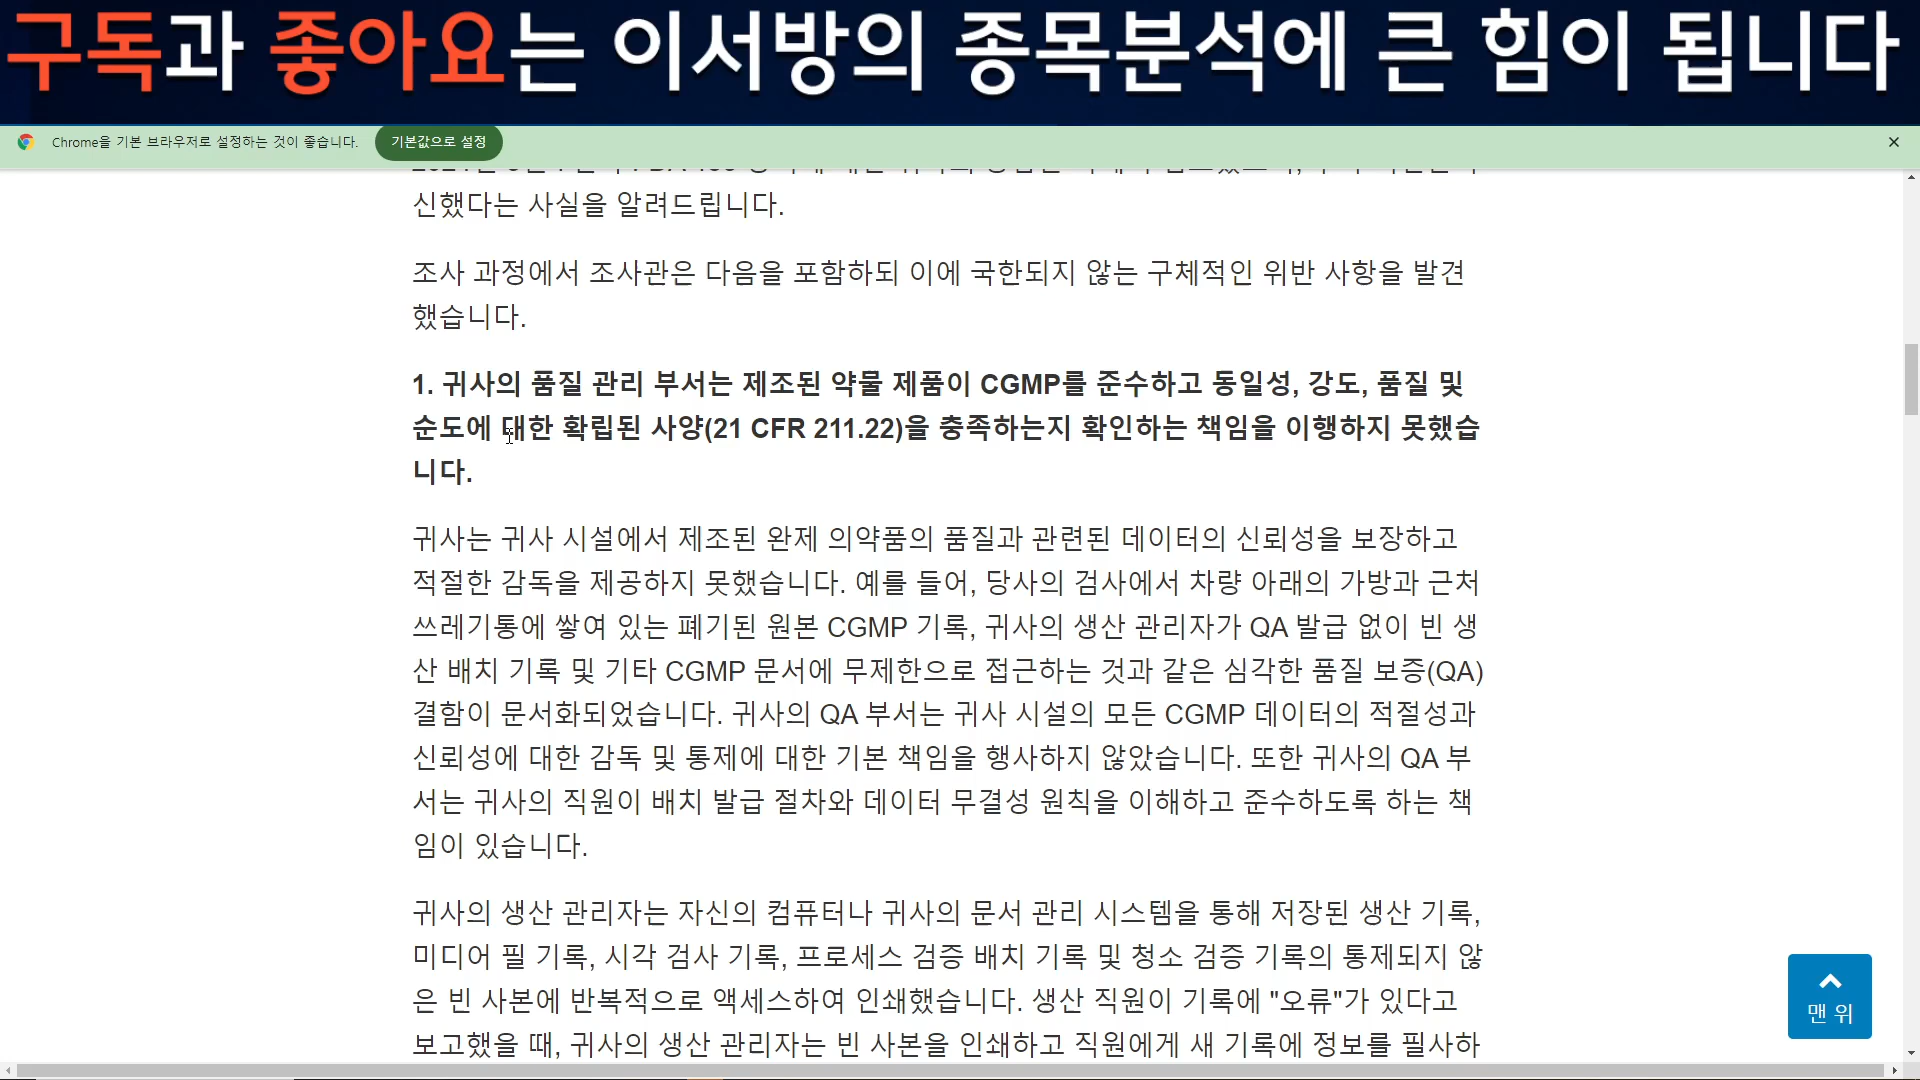 구독과 좋아요는 이서방의 종목분석에 큰 힘이 됩니다
Chrome을 기본 브라우저로 설정하는 것이 좋습니다. 기본값으로 설정
신했다는 사실을 알려드립니다.
조사 과정에서 조사관은 다음을 포함하되 이에 국한되지 않는 구체적인 위반 사항을 발견
했습니다.
1. 귀사의 품질 관리 부서는 제조된 약물 제품이 CGMP를 준수하고 동일성, 강도, 품질 및
순도에 대한 확립된 사양(21 CFR 211.22)을 충족하는지 확인하는 책임을 이행하지 못했습
니다.
귀사는 귀사 시설에서 제조된 완제 의약품의 품질과 관련된 데이터의 신뢰성을 보장하고
적절한 감독을 제공하지 못했습니다. 예를 들어, 당사의 검사에서 차량 아래의 가방과 근처
쓰레기통에 쌓여 있는 폐기된 원본 CGMP 기록, 귀사의 생산 관리자가 QA 발급 없이 빈 생
산 배치 기록 및 기타 CGMP 문서에 무제한으로 접근하는 것과 같은 심각한 품질 보증(QA)
결함이 문서화되었습니다. 귀사의 QA 부서는 귀사 시설의 모든 CGMP 데이터의 적절성과
신뢰성에 대한 감독 및 통제에 대한 기본 책임을 행사하지 않았습니다. 또한 귀사의 QA 부
서는 귀사의 직원이 배치 발급 절차와 데이터 무결성 원칙을 이해하고 준수하도록 하는 책
임이 있습니다.
귀사의 생산 관리자는 자신의 컴퓨터나 귀사의 문서 관리 시스템을 통해 저장된 생산 기록,
미디어 필 기록, 시각 검사 기록, 프로세스 검증 배치 기록 및 청소 검증 기록의 통제되지 않
은 빈 사본에 반복적으로 액세스하여 인쇄했습니다. 생산 직원이 기록에 "오류"가 있다고
보고했을 때, 귀사의 생산 관리자는 빈 사본을 인쇄하고 직원에게 새 기록에 정보를 필사하
맨 위